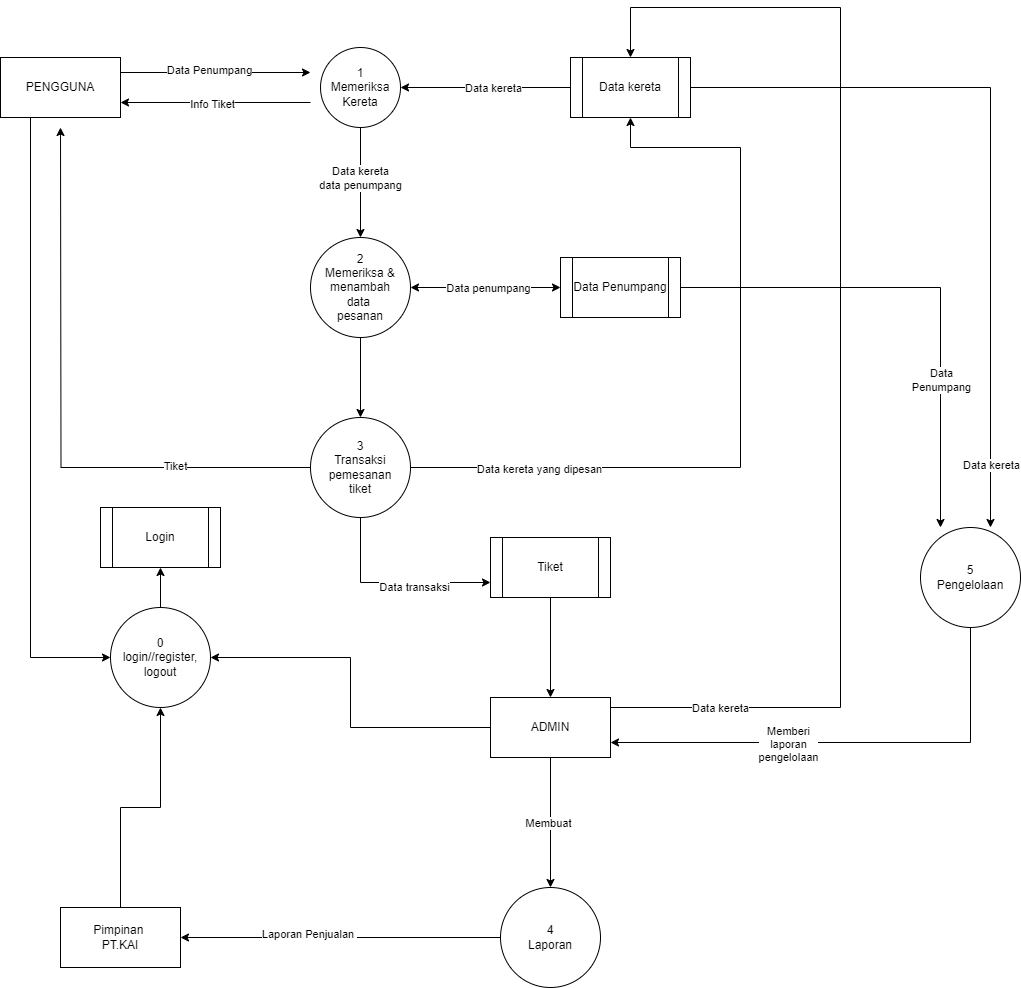 PENGGUNA
Data Penumpang
Info Tiket
1
Memeriksa
Kereta
Data kereta
Data kereta
Data kereta
data penumpang
2
Memeriksa &
menambah
data
pesanan
Data penumpang
Data Penumpang
Data
Penumpang
Data kereta
3
Transaksi
pemesanan
tiket
Tiket
Data kereta yang dipesan
Login
Data transaksi
Tiket
5
Pengelolaan
0
login//register,
logout
ADMIN
Data kereta
Memberi
laporan
pengelolaan
Membuat
Pimpinan
PT.KAI
Laporan Penjualan
4
Laporan